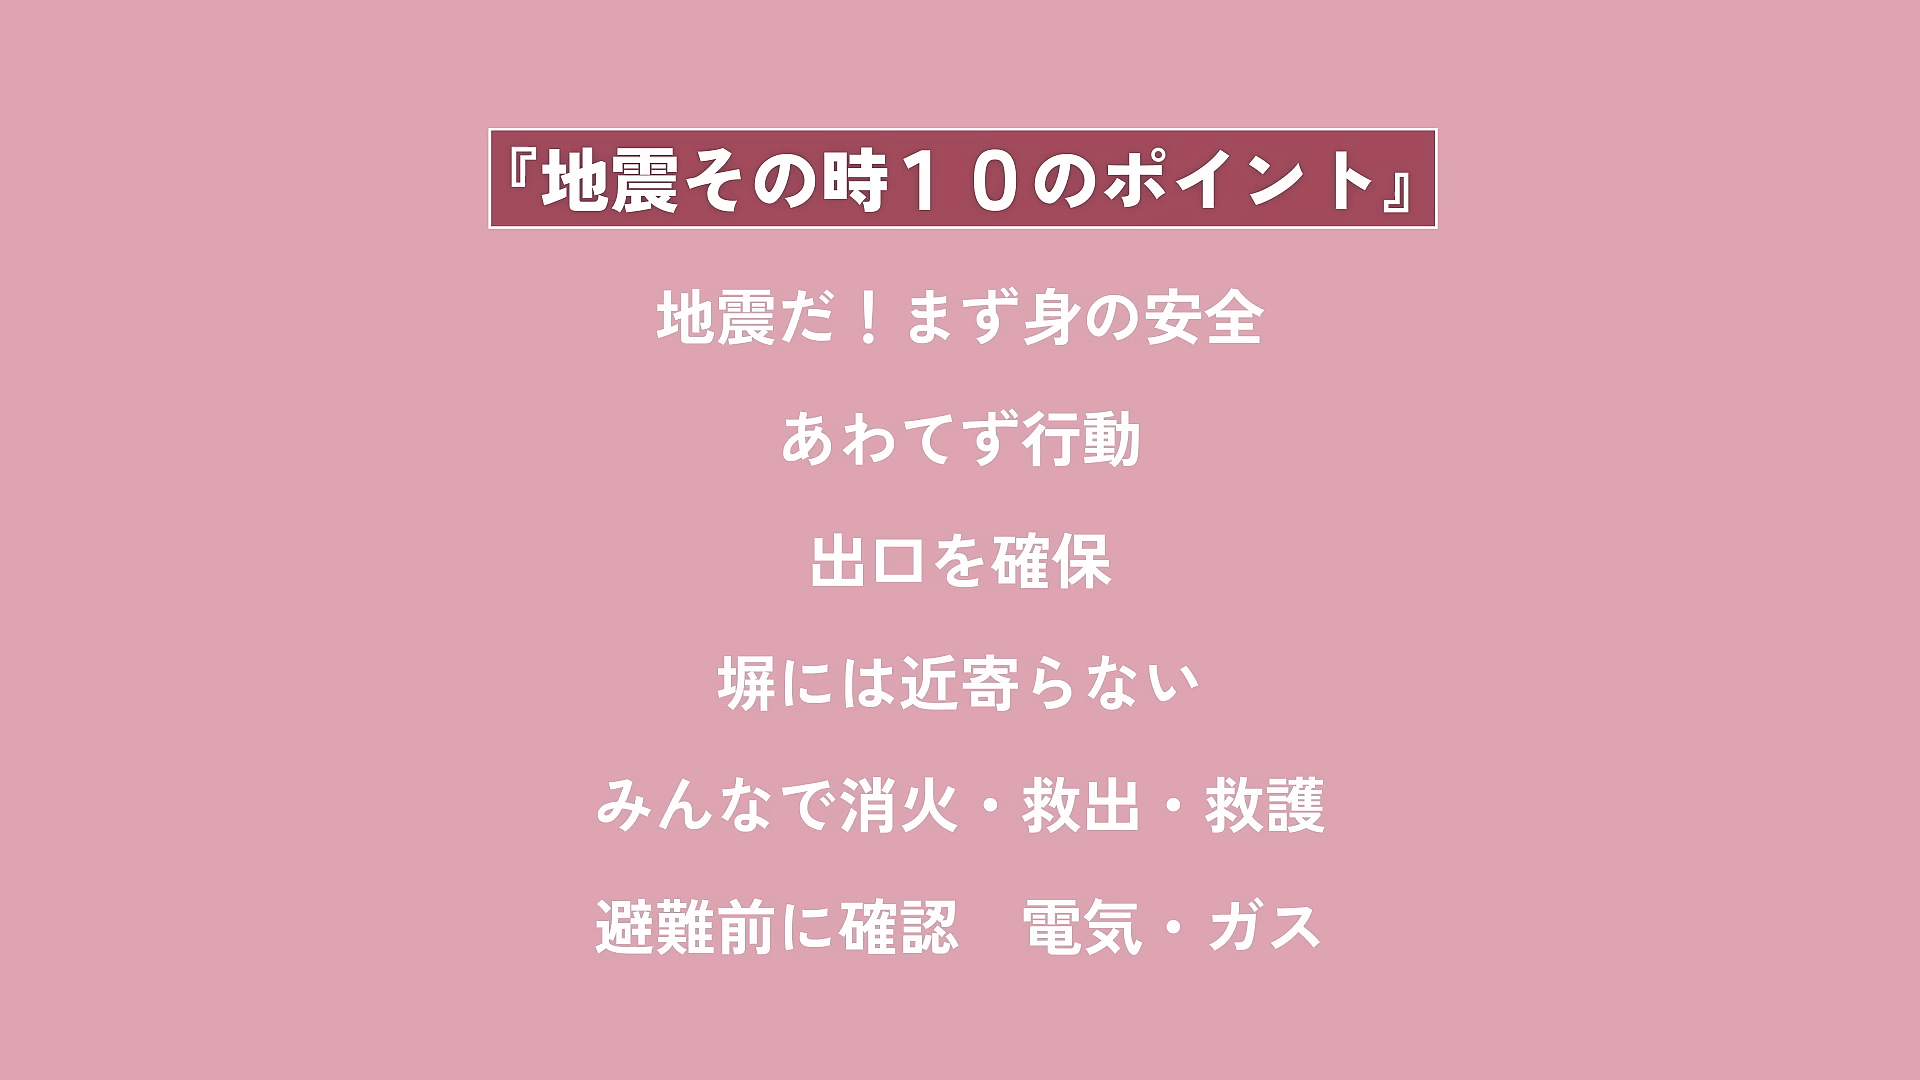 『地震その時１０のポイント』
地震だ！まず身の安全
あわてず行動
出口を確保
塀には近寄らない
みんなで消火・救出・救護
避難前に確認　電気・ガス